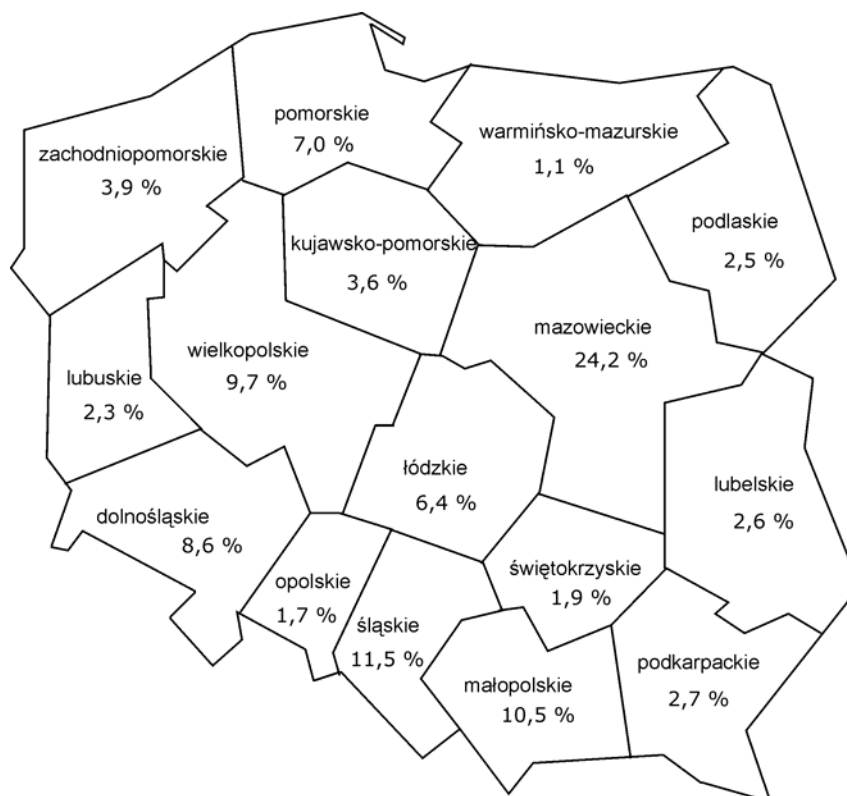 pomorskie
7,0 %
warmińsko-mazurskie
1,1 %
zachodniopomorskie
3,9 %
podlaskie
2,5 %
kujawsko-pomorskie
3,6 %
mazowieckie
24,2 %
wielkopolskie
9,7 %
lubuskie
2,3 %
łódzkie
6,4 %
lubelskie
2,6 %
dolnośląskie
8,6 %
opolskie
1,7 %
świętokrzyskie
1,9 %
śląskie
11,5 %
małopolskie
10,5 %
podkarpackie
2,7 %